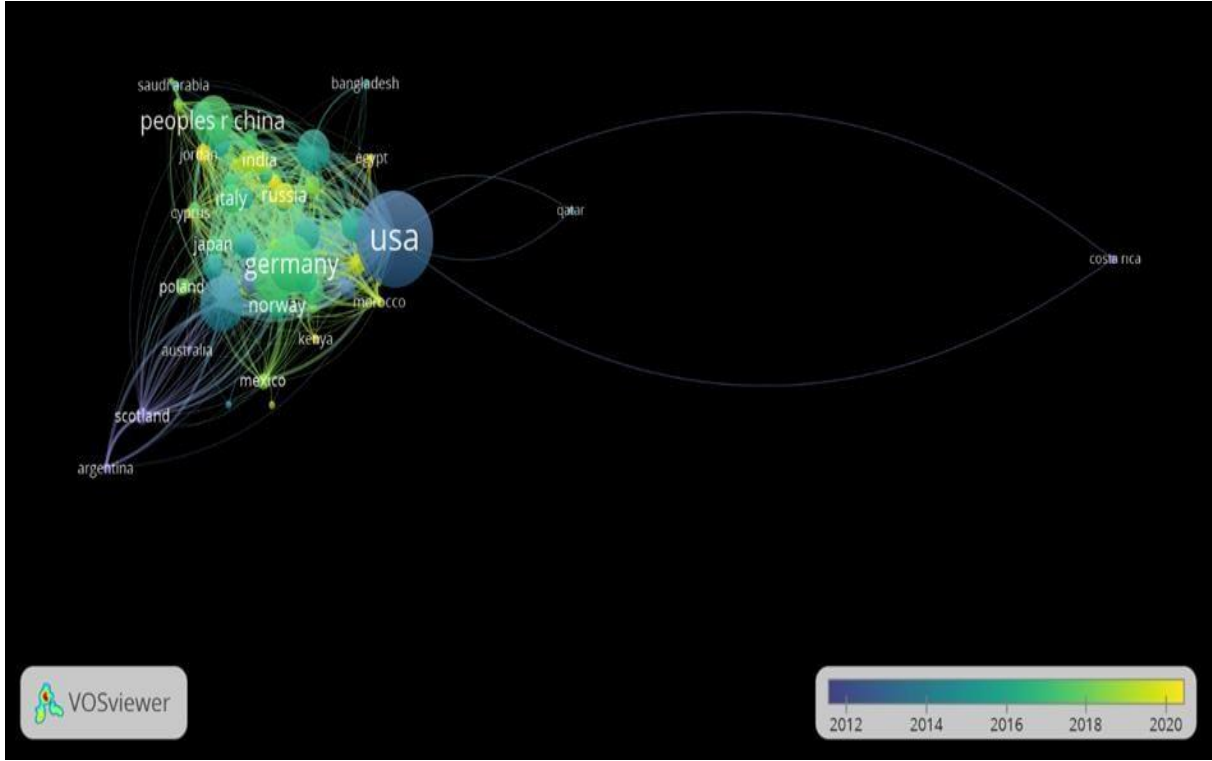 saudi arabia
bangladesh
peoples r china
jordan
india
egypt
italy
russia
cyprus
qatar
usa
japan
germany
costa rica
poland
norway
morocco
kenya
australia
mexico
scotland
argentina
VOSviewer
2012 2014 2016 2018 2020